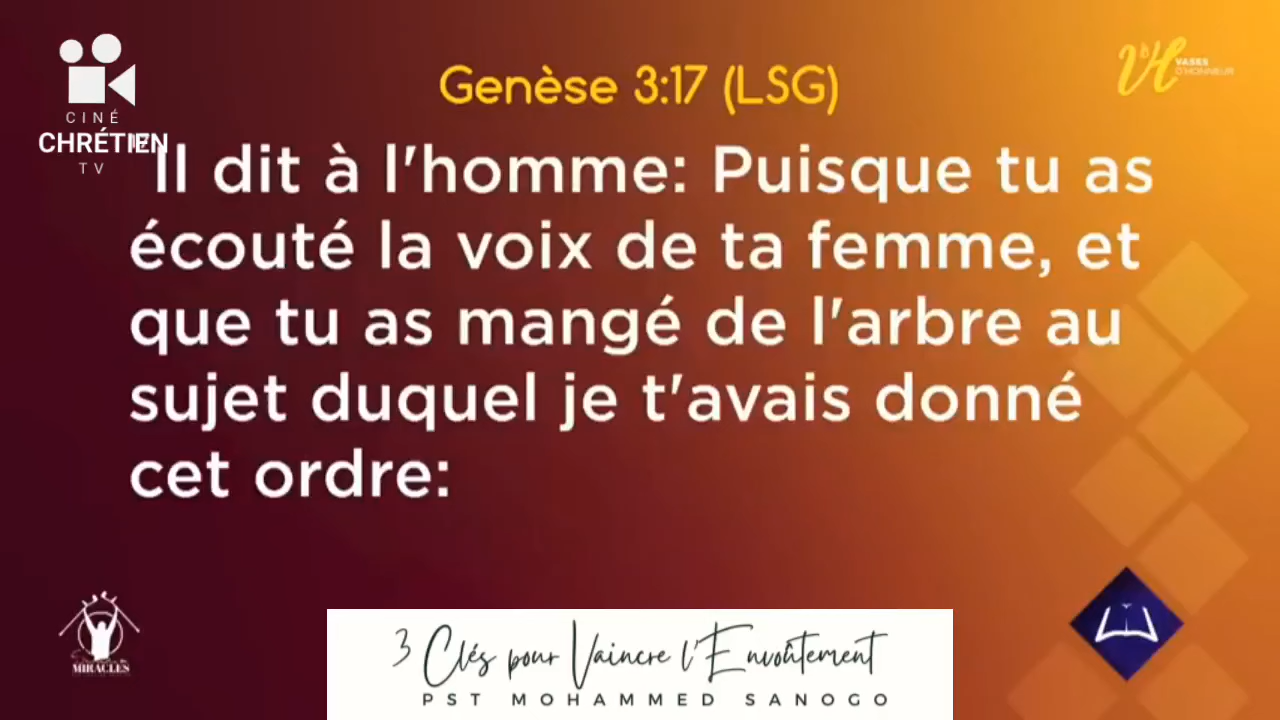 Genèse 3:17 (LSG)
VASES
D'HONNEUR
CINÉ
CHRÉTIEN
TV
Il dit à l'homme: Puisque tu as
écouté la voix de ta femme, et
que tu as mangé de l'arbre au
sujet duquel je t'avais donné
cet ordre:
MIRACLES
3 Clés pour Vaincre l'Envoûtement
PST MOHAMMED SANOGO